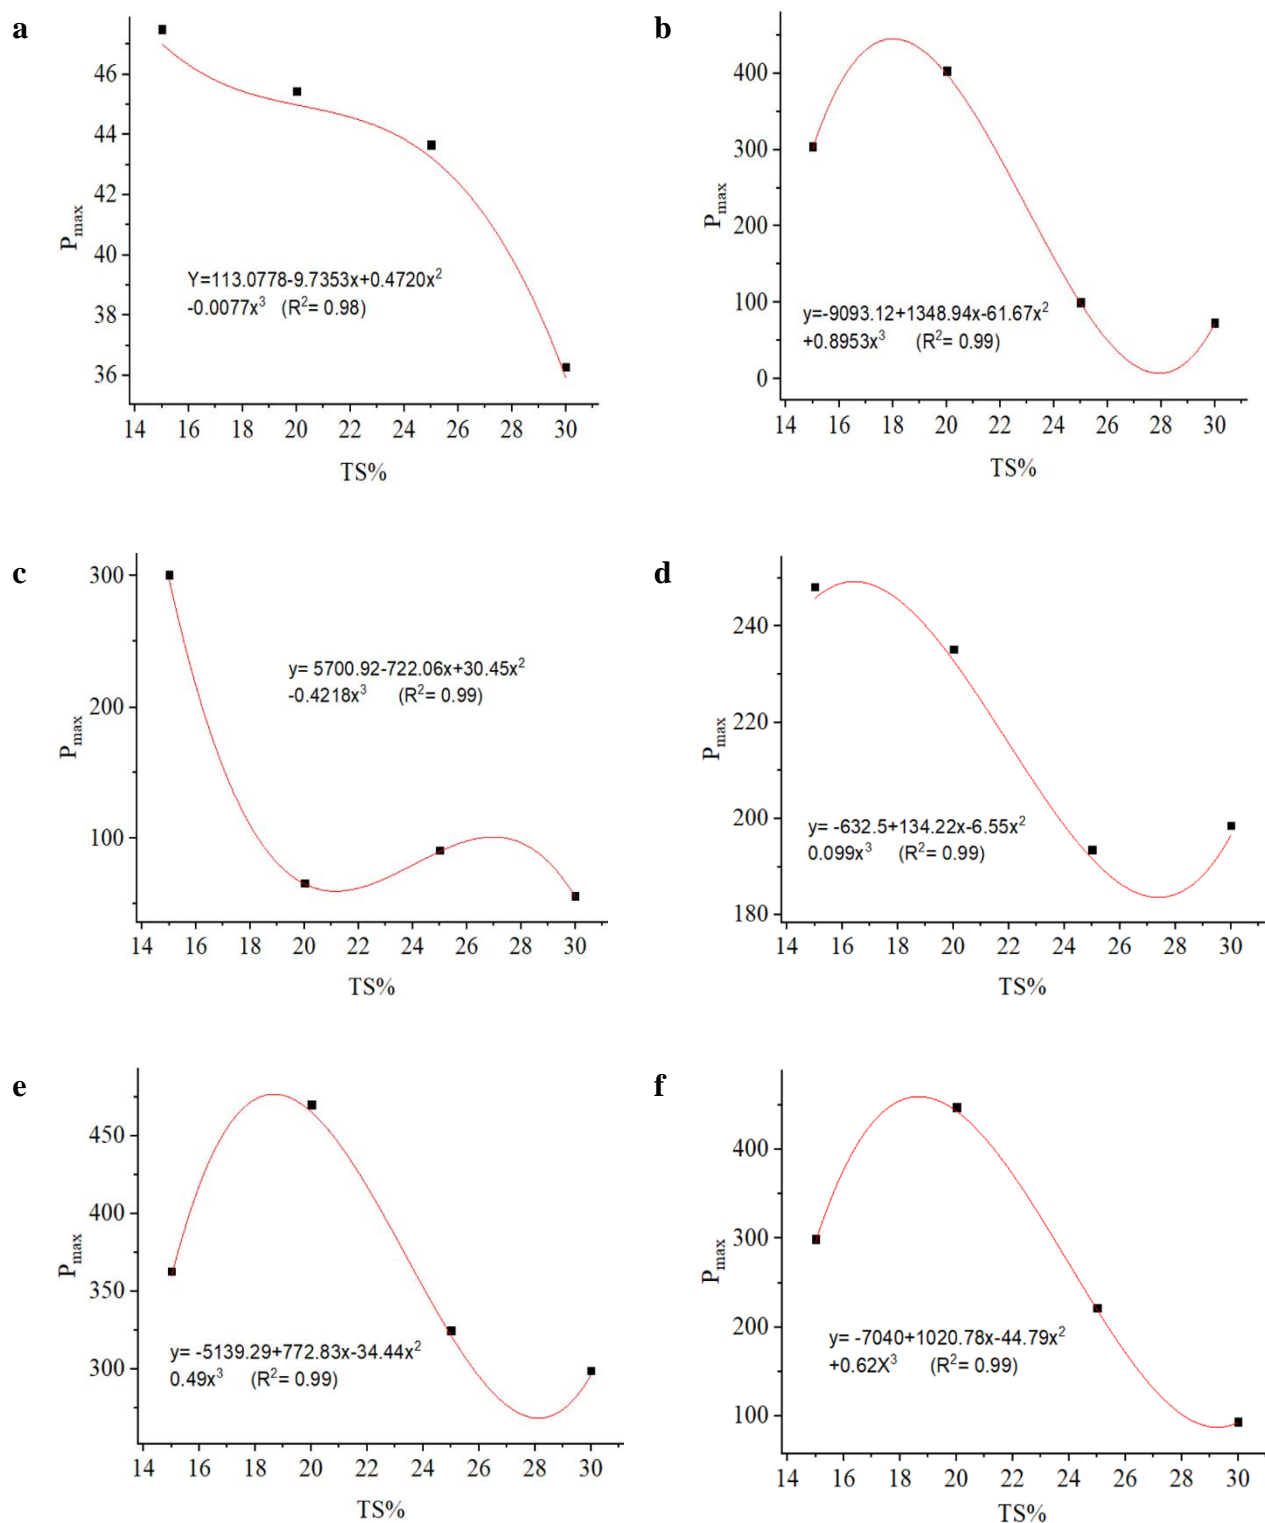 a
46
44
42
40
38
36
P_max
Y=113.0778-9.7353x+0.4720x²
-0.0077x³ (R²= 0.98)
14 16 18 20 22 24 26 28 30
TS%
b
400
300
200
100
0
P_max
y=-9093.12+1348.94x-61.67x²
+0.8953x³ (R²= 0.99)
14 16 18 20 22 24 26 28 30
TS%
c
300
200
100
P_max
y= 5700.92-722.06x+30.45x²
-0.4218x³ (R²= 0.99)
14 16 18 20 22 24 26 28 30
TS%
d
240
220
200
180
P_max
y= -632.5+134.22x-6.55x²
0.099x³ (R²= 0.99)
14 16 18 20 22 24 26 28 30
TS%
e
450
400
350
300
P_max
y= -5139.29+772.83x-34.44x²
0.49x³ (R²= 0.99)
14 16 18 20 22 24 26 28 30
TS%
f
400
300
200
100
P_max
y= -7040+1020.78x-44.79x²
+0.62X³ (R²= 0.99)
14 16 18 20 22 24 26 28 30
TS%